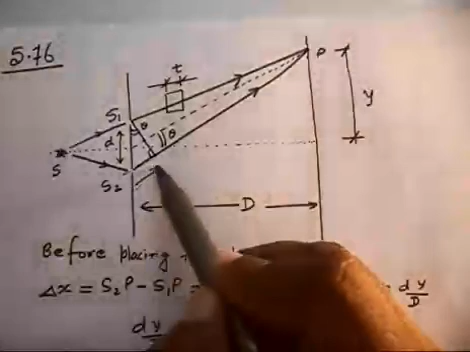 5.76
t
P
S₁
θ
θ
d
y
S
S₂
D
Before placing
Δx = S₂P - S₁P = dy/D
dy